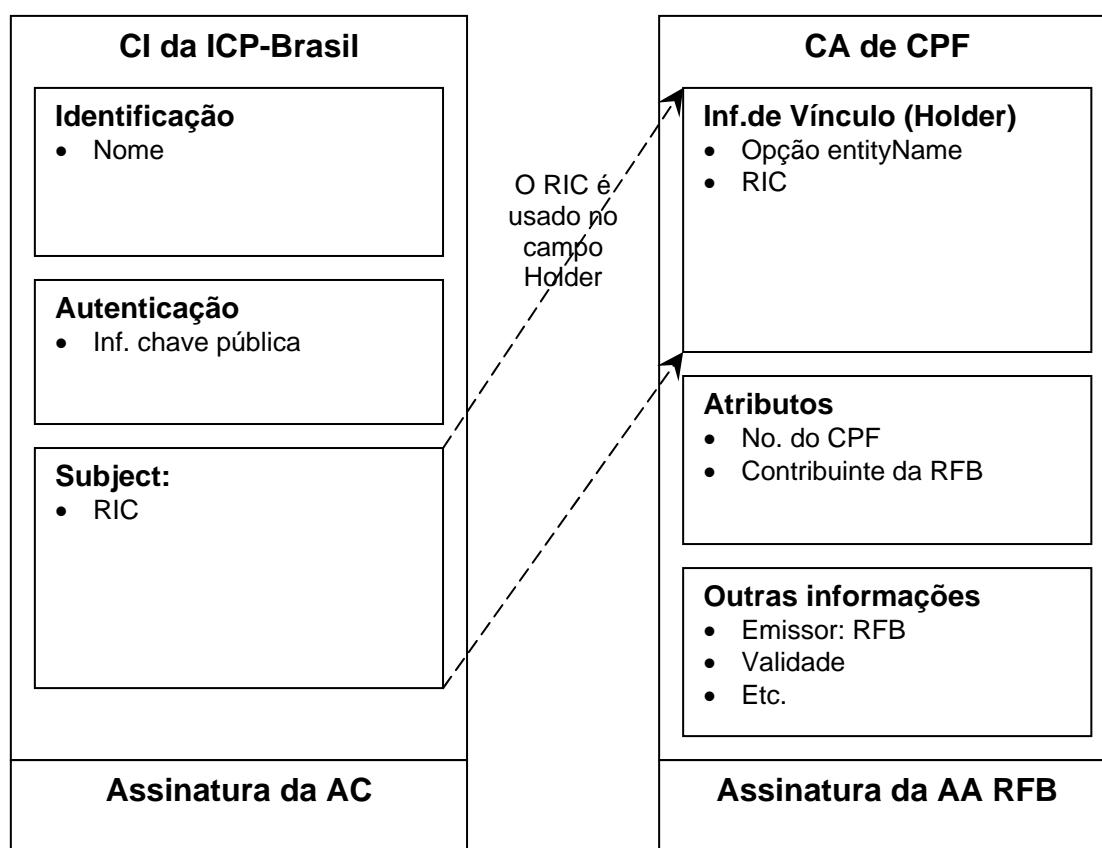 CI da ICP-Brasil
Identificação
• Nome
Autenticação
• Inf. chave pública
Subject:
• RIC
Assinatura da AC
O RIC é
usado no
campo
Holder
CA de CPF
Inf.de Vínculo (Holder)
• Opção entityName
• RIC
Atributos
• No. do CPF
• Contribuinte da RFB
Outras informações
• Emissor: RFB
• Validade
• Etc.
Assinatura da AA RFB